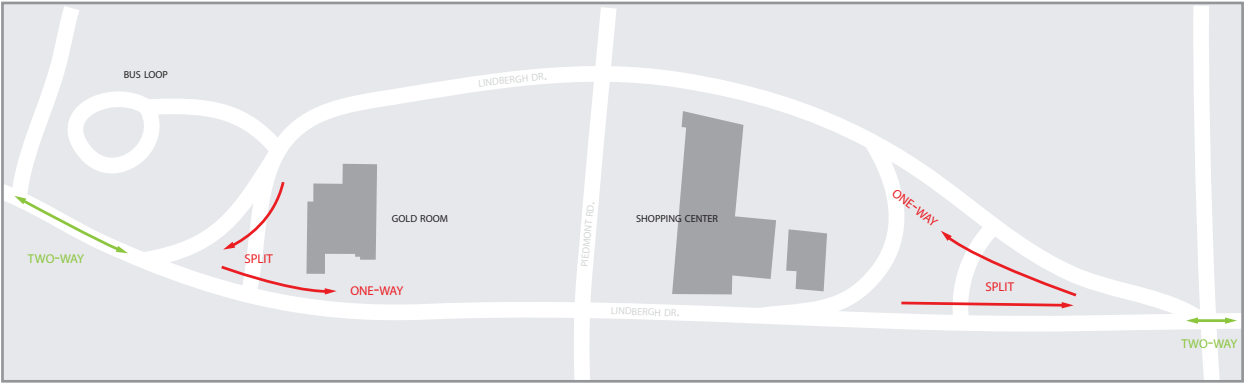 BUS LOOP
LINDBERGH DR.
ONE-WAY
GOLD ROOM
PIEDMONT RD.
SHOPPING CENTER
TWO-WAY
SPLIT
ONE-WAY
SPLIT
LINDBERGH DR.
TWO-WAY